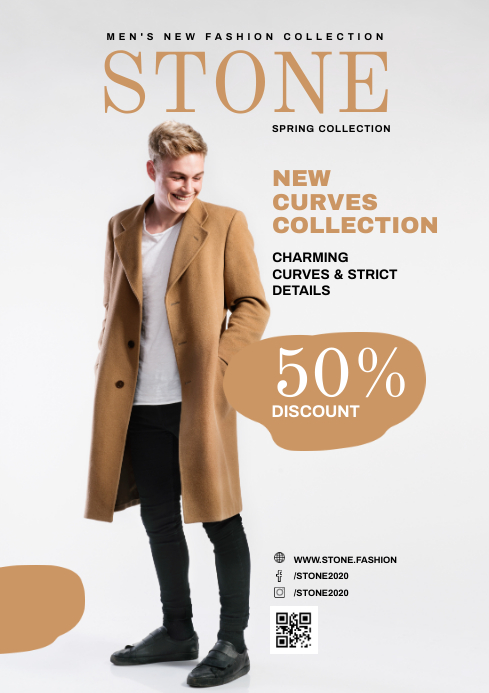 MEN'S NEW FASHION COLLECTION
STONE
SPRING COLLECTION
NEW
CURVES
COLLECTION
CHARMING
CURVES & STRICT
DETAILS
50%
DISCOUNT
WWW.STONE.FASHION
/STONE2020
/STONE2020